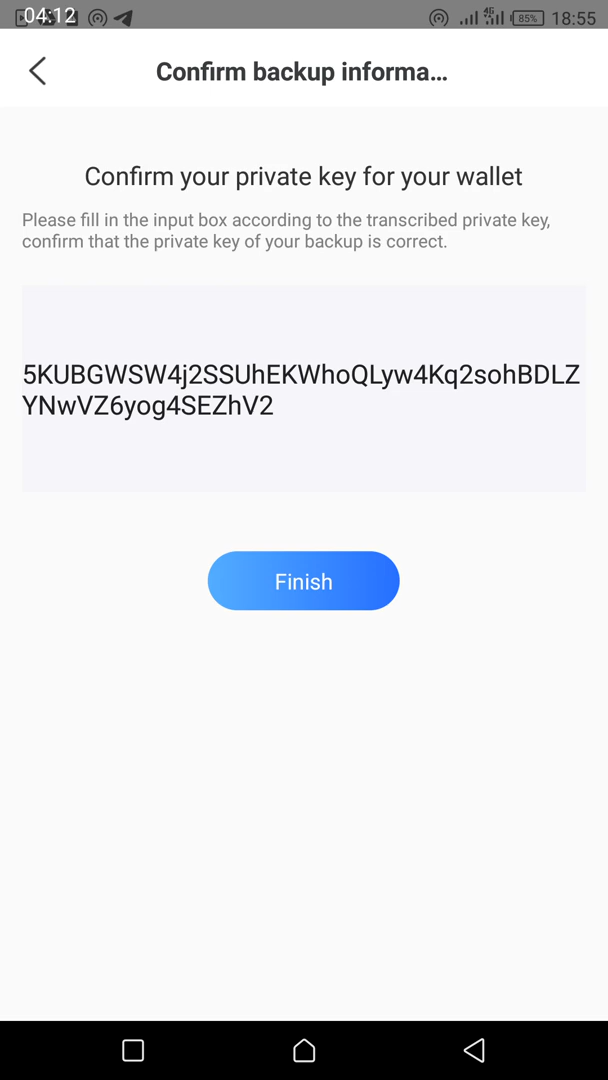 04:12
4G
85%
18:55
Confirm backup informa...
Confirm your private key for your wallet
Please fill in the input box according to the transcribed private key,
confirm that the private key of your backup is correct.
5KUBGWSW4j2SSUhEKWhoQLyw4Kq2sohBDLZ
YNwVZ6yog4SEZhV2
Finish